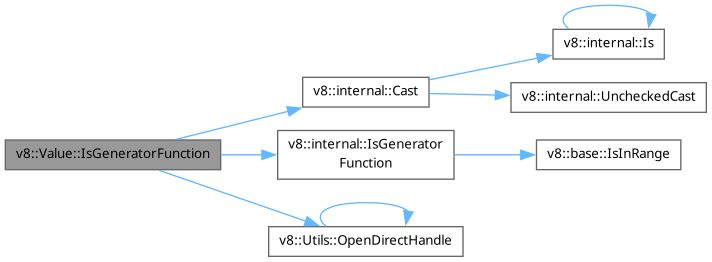 v8::internal::Is
v8::internal::Cast
v8::internal::UncheckedCast
v8::Value::IsGeneratorFunction
v8::internal::IsGenerator
Function
v8::base::IsInRange
v8::Utils::OpenDirectHandle